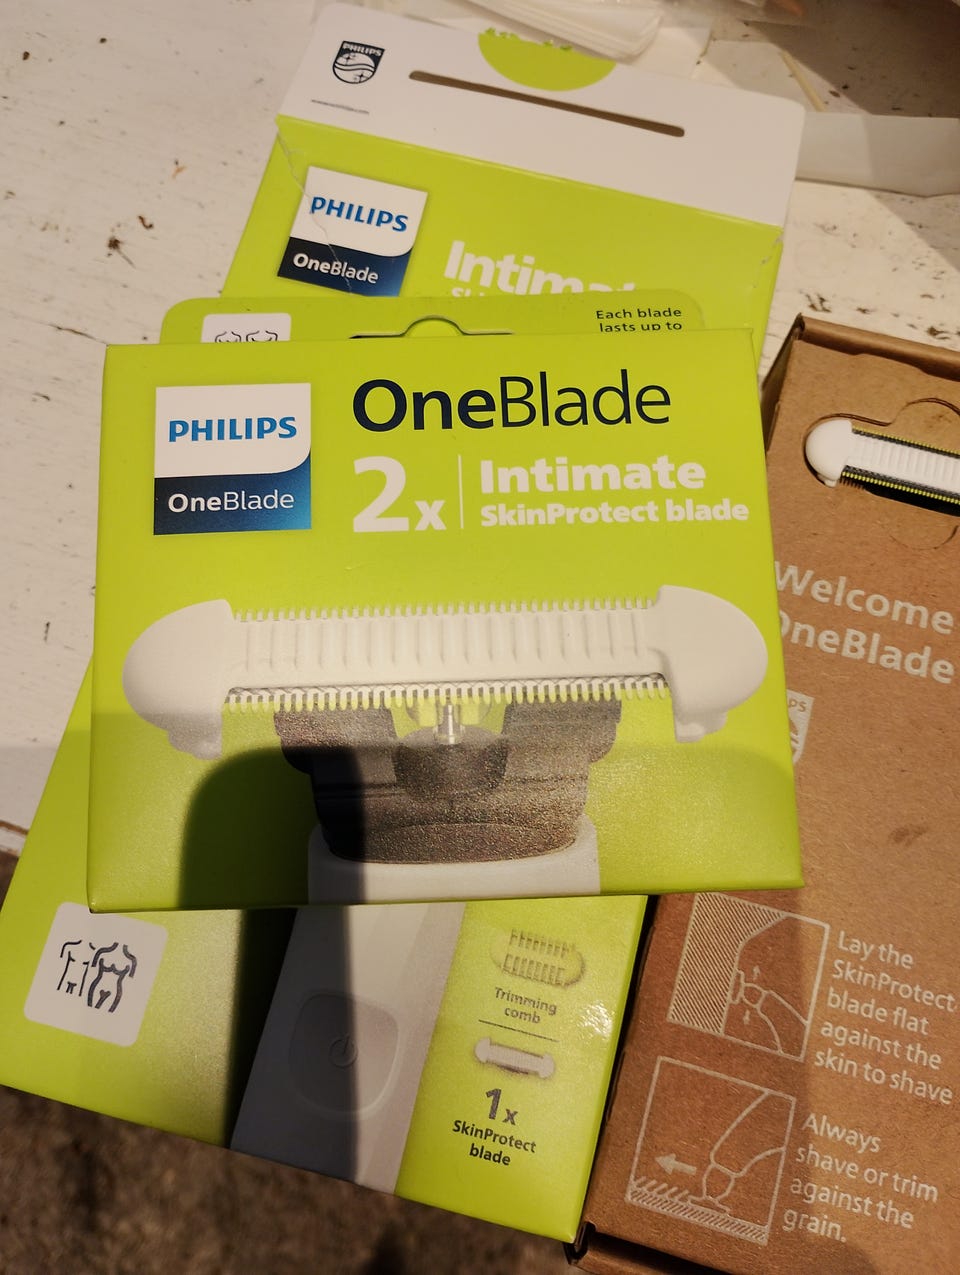 PHILIPS
PHILIPS
OneBlade
Intimate
Each blade
lasts up to
PHILIPS
OneBlade
OneBlade
2x
Intimate
SkinProtect blade
Trimming
comb
1x
SkinProtect
blade
Welcome
OneBlade
Lay the
SkinProtect
blade flat
against the
skin to shave
Always
shave or trim
against the
grain.